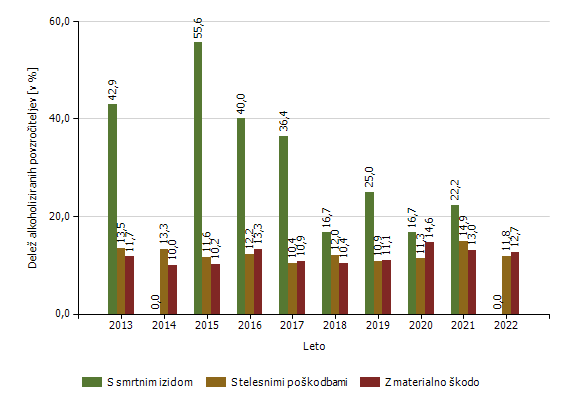 60,0
40,0
20,0
0,0
Delež alkoholiziranih povzročiteljev [v %]
42,9 13,5 11,7
0,0 13,3 10,0
55,6 11,6 10,2
40,0 12,2 13,3
36,4 10,4 10,9
16,7 12,0 10,4
25,0 10,9 11,1
16,7 11,3 14,6
22,2 14,9 13,0
0,0 11,8 12,7
2013 2014 2015 2016 2017 2018 2019 2020 2021 2022
Leto
S smrtnim izidom S telesnimi poškodbami Z materialno škodo